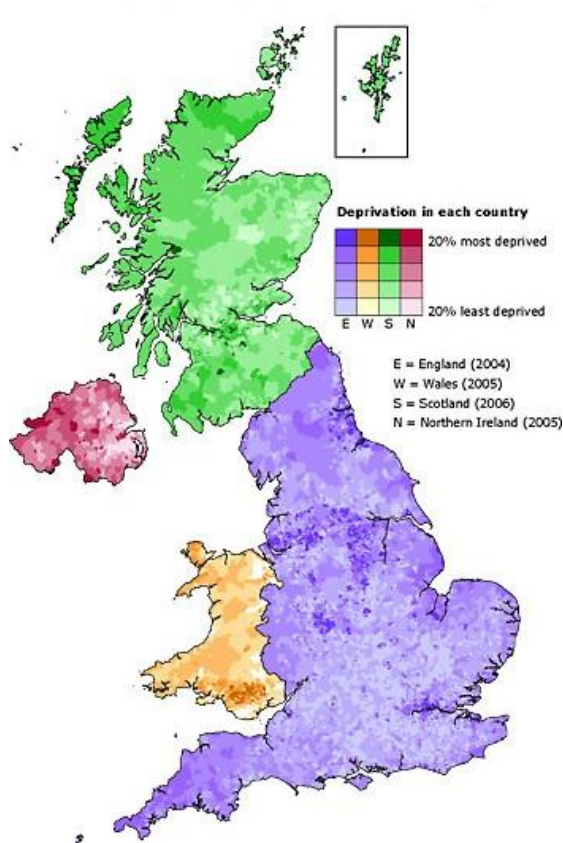 Deprivation in each country
20% most deprived
20% least deprived
E W S N
E = England (2004)
W = Wales (2005)
S = Scotland (2006)
N = Northern Ireland (2005)